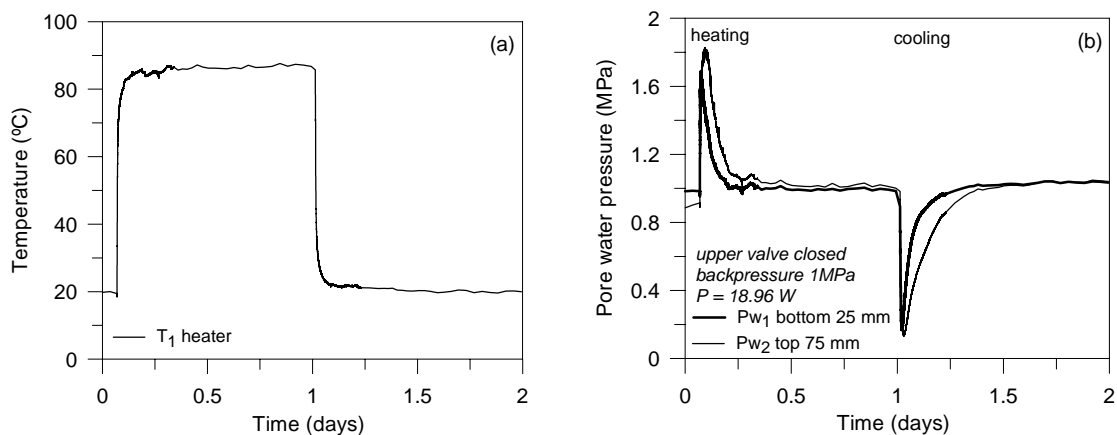 100
80
60
40
20
0
Temperature (ºC)
(a)
T1 heater
0
0.5
1
1.5
2
Time (days)
2
1.6
1.2
0.8
0.4
0
Pore water pressure (MPa)
heating
cooling
(b)
upper valve closed
backpressure 1MPa
P = 18.96 W
Pw1 bottom 25 mm
Pw2 top 75 mm
0
0.5
1
1.5
2
Time (days)